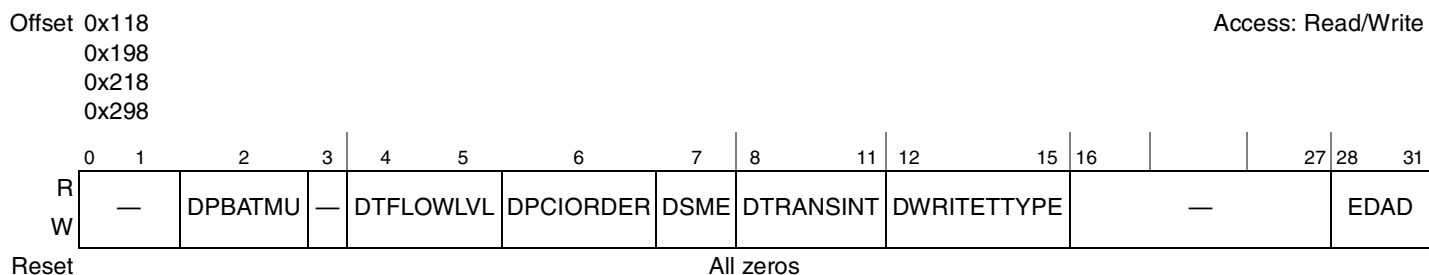 Offset 0x118 Access: Read/Write
0x198
0x218
0x298
0 1 2 3 4 5 6 7 8 11 12 15 16 27 28 31
R
— DPBATMU — DTFLOWLVL DPCIORDER DSME DTRANSINT DWRITETTYPE — EDAD
W
Reset All zeros